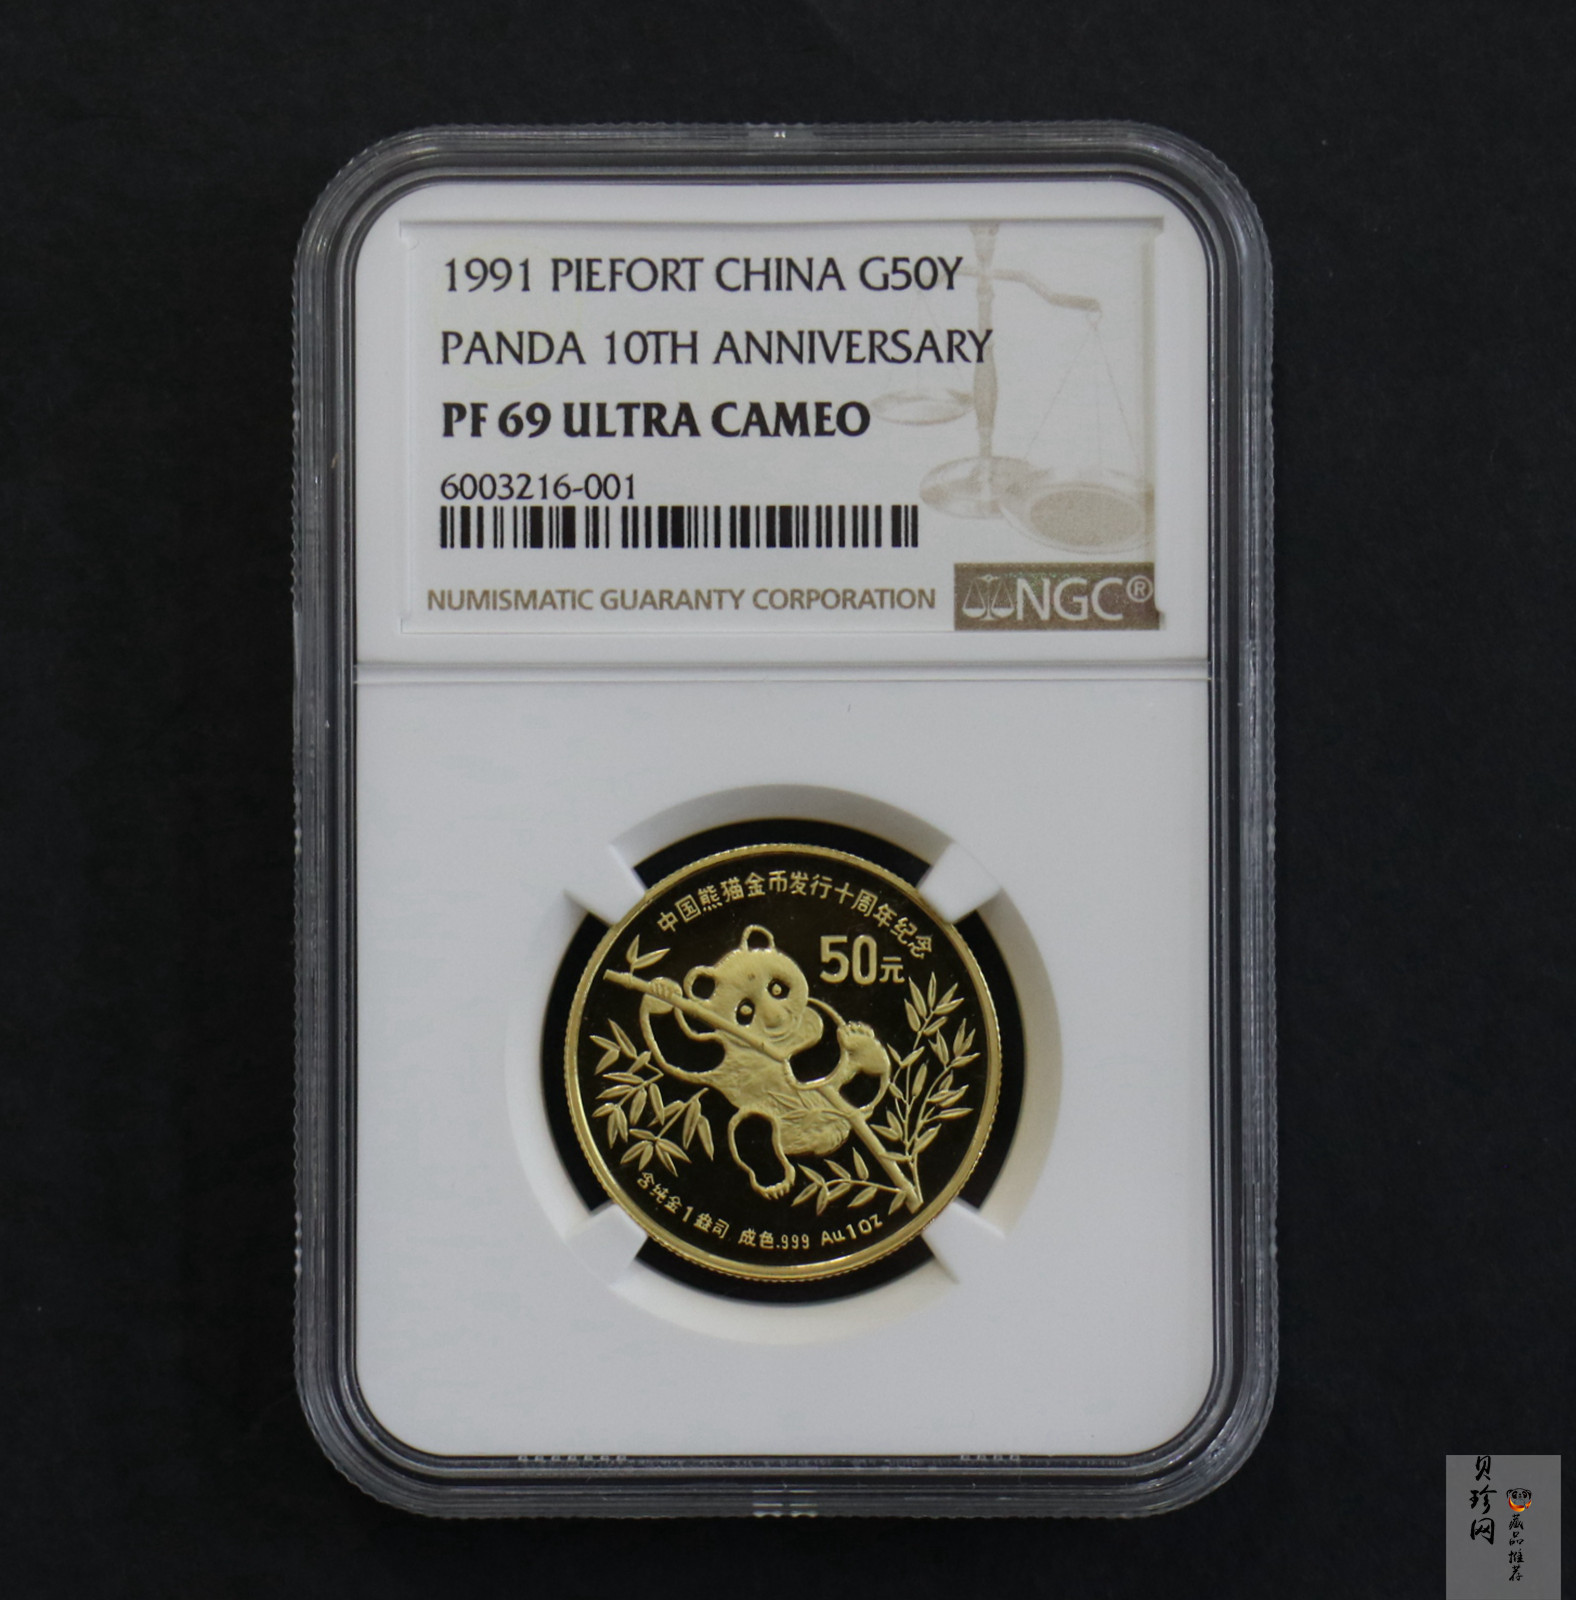 1991 PIEFORT CHINA G50Y
PANDA 10TH ANNIVERSARY
PF 69 ULTRA CAMEO
6003216-001
NUMISMATIC GUARANTY CORPORATION
NGC®
中国熊猫金币发行十周年纪念
50元
含纯金1盎司 成色.999 Au1oz
贝珍网
藏品推荐